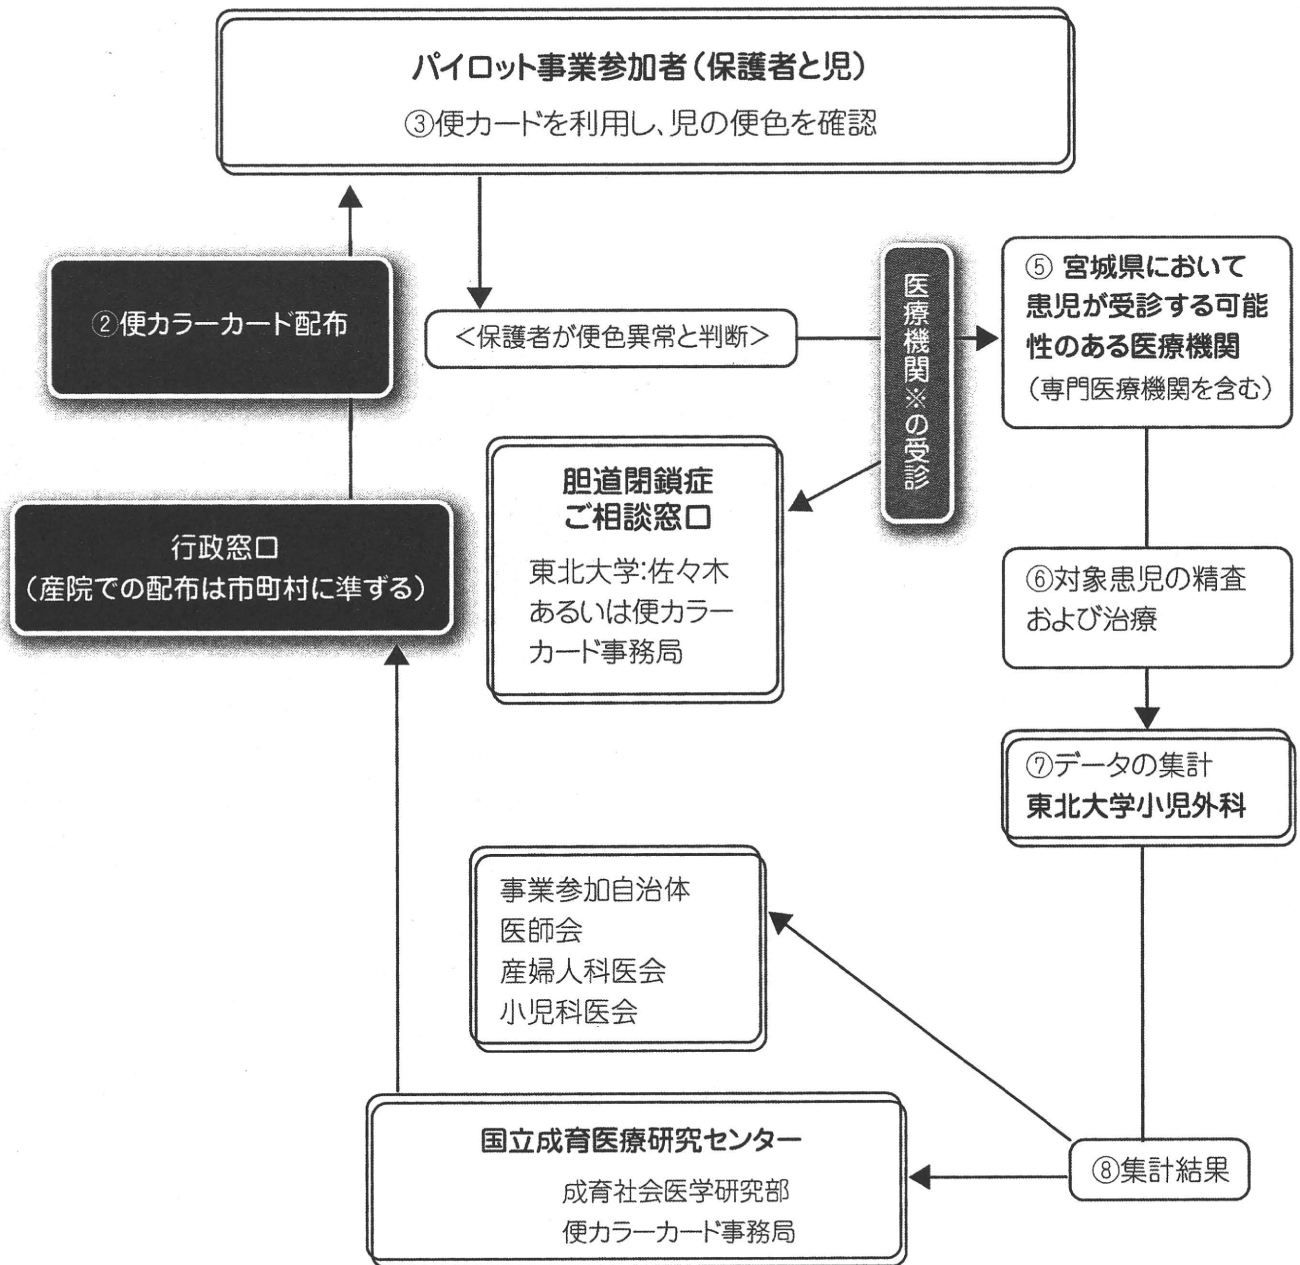 パイロット事業参加者(保護者と児)
③便カードを利用し、児の便色を確認
②便カラーカード配布
<保護者が便色異常と判断>
医療機関※の受診
⑤ 宮城県において
患児が受診する可能
性のある医療機関
(専門医療機関を含む)
胆道閉鎖症
ご相談窓口
東北大学:佐々木
あるいは便カラー
カード事務局
行政窓口
(産院での配布は市町村に準ずる)
⑥対象患児の精査
および治療
⑦データの集計
東北大学小児外科
事業参加自治体
医師会
産婦人科医会
小児科医会
国立成育医療研究センター
成育社会医学研究部
便カラーカード事務局
⑧集計結果